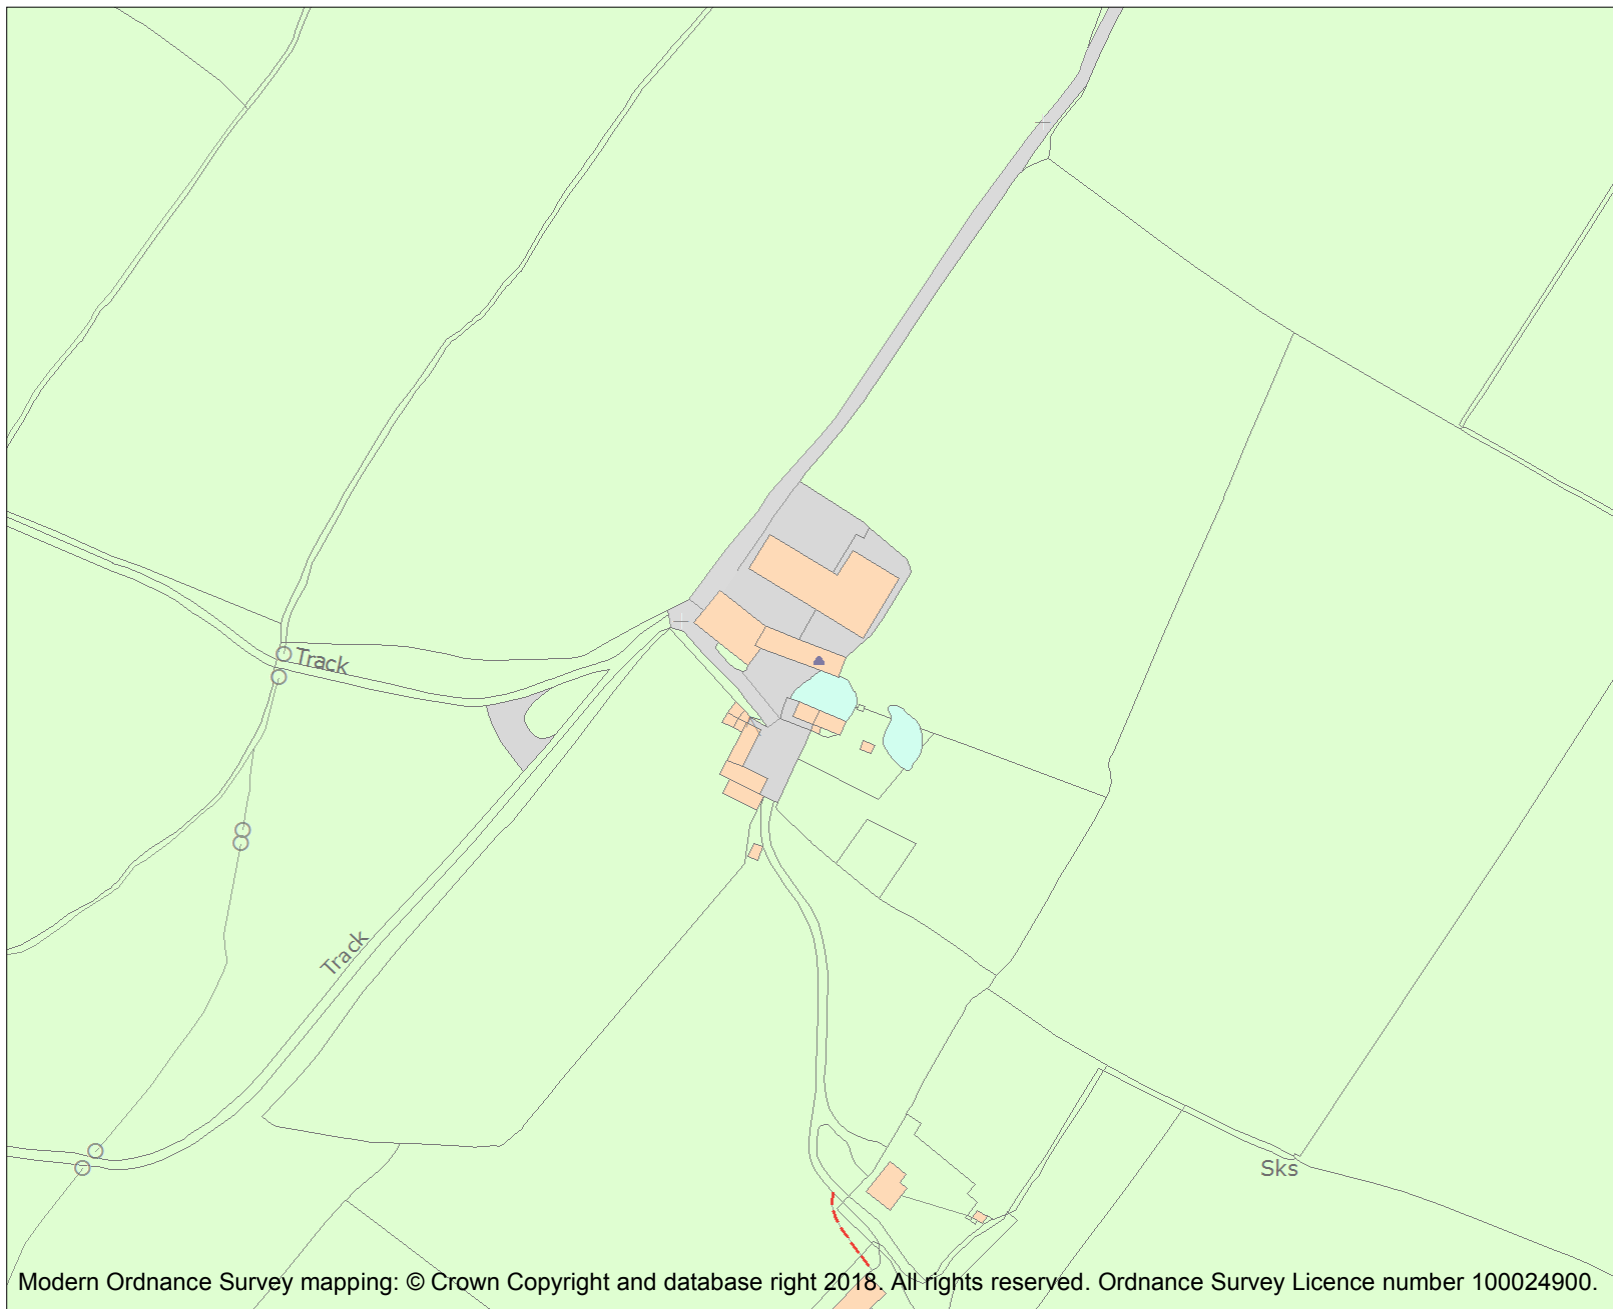 Track
Track
Sks
Modern Ordnance Survey mapping: © Crown Copyright and database right 2018. All rights reserved. Ordnance Survey Licence number 100024900.